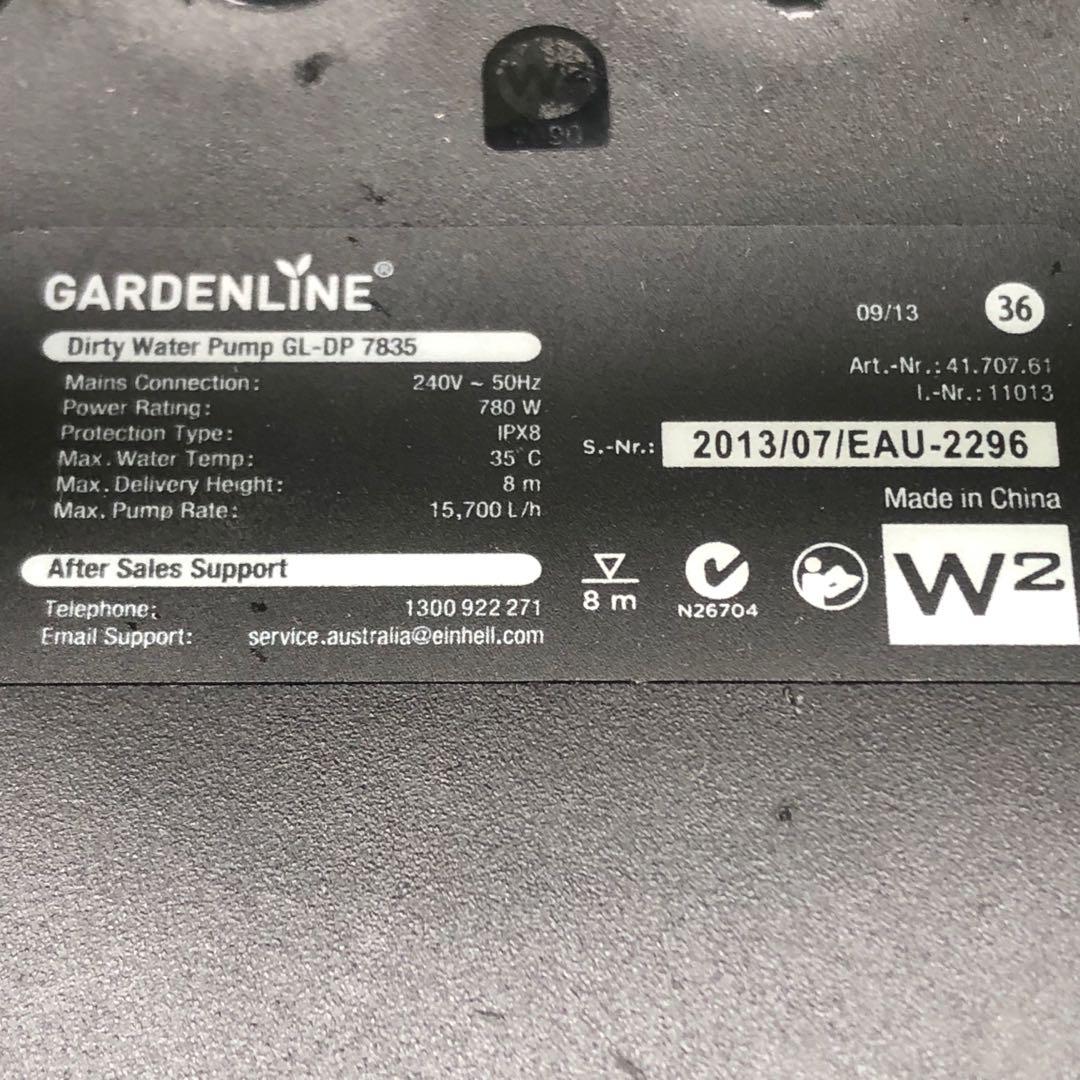 W²
GARDENLINE®
Dirty Water Pump GL-DP 7835
Mains Connection: 240V ~ 50Hz
Power Rating: 780 W
Protection Type: IPX8
Max. Water Temp: 35° C
Max. Delivery Height: 8 m
Max. Pump Rate: 15,700 L/h
After Sales Support
Telephone: 1300 922 271
Email Support: service.australia@einhell.com
09/13 36
Art.-Nr.: 41.707.61
I.-Nr.: 11013
S.-Nr.: 2013/07/EAU-2296
Made in China
8 m
N26704
W²